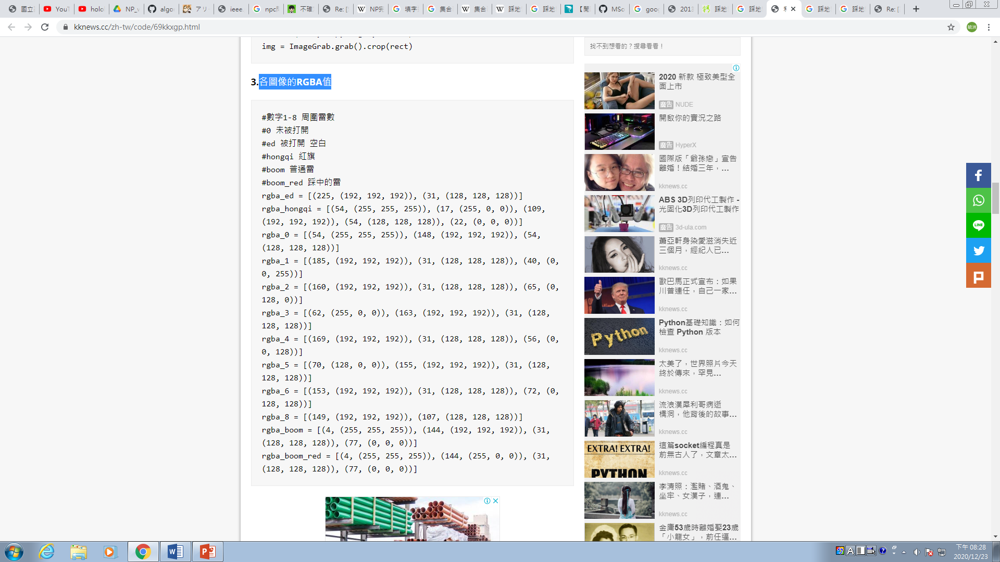 國立
YouT
holo
NP_v
algo
アリ
ieee.
npc問
不確
Re: [
NP完
填字
集合
集合
踩地
踩地
【閒
MSo
goo
2013
踩地
踩地
踩地
踩地
Re: [
kknews.cc/zh-tw/code/69kkxgp.html
img = ImageGrab.grab().crop(rect)
3.各圖像的RGBA值
#數字1-8 周圍雷數
#0 未被打開
#ed 被打開 空白
#hongqi 紅旗
#boom 普通雷
#boom_red 踩中的雷
rgba_ed = [(225, (192, 192, 192)), (31, (128, 128, 128))]
rgba_hongqi = [(54, (255, 255, 255)), (17, (255, 0, 0)), (109,
(192, 192, 192)), (54, (128, 128, 128)), (22, (0, 0, 0))]
rgba_0 = [(54, (255, 255, 255)), (148, (192, 192, 192)), (54,
(128, 128, 128))]
rgba_1 = [(185, (192, 192, 192)), (31, (128, 128, 128)), (40, (0,
0, 255))]
rgba_2 = [(160, (192, 192, 192)), (31, (128, 128, 128)), (65, (0,
128, 0))]
rgba_3 = [(62, (255, 0, 0)), (163, (192, 192, 192)), (31, (128,
128, 128))]
rgba_4 = [(169, (192, 192, 192)), (31, (128, 128, 128)), (56, (0,
0, 128))]
rgba_5 = [(70, (128, 0, 0)), (155, (192, 192, 192)), (31, (128,
128, 128))]
rgba_6 = [(153, (192, 192, 192)), (31, (128, 128, 128)), (72, (0,
128, 128))]
rgba_8 = [(149, (192, 192, 192)), (107, (128, 128, 128))]
rgba_boom = [(4, (255, 255, 255)), (144, (192, 192, 192)), (31,
(128, 128, 128)), (77, (0, 0, 0))]
rgba_boom_red = [(4, (255, 255, 255)), (144, (255, 0, 0)), (31,
(128, 128, 128)), (77, (0, 0, 0))]
找不到想看的？搜尋看看！
2020 新款 極致美型全
面上市
廣告 NUDE
開啟你的實況之路
廣告 HyperX
國際版「爺孫戀」宣告
離婚！結婚三年，...
kknews.cc
ABS 3D列印代工製作 -
光固化3D列印代工製作
廣告 3d-ula.com
蕭亞軒身染愛滋消失近
三個月，經紀人已...
kknews.cc
歐巴馬正式宣布：如果
川普連任，自己一家...
kknews.cc
Python
Python基礎知識：如何
檢查 Python 版本
kknews.cc
太美了，世界照片今天
終於傳來，罕見...
kknews.cc
流浪漢犀利哥病逝
橋洞，他背後的故事...
kknews.cc
EXTRA! EXTRA!
PYTHON
這篇socket編程真是
前無古人了，文章太...
kknews.cc
李清照：濫賭、酒鬼、
坐牢、女漢子，連...
kknews.cc
金庸53歲時離婚娶23歲
「小龍女」，前任逼...
LINE
下午 08:28
2020/12/23